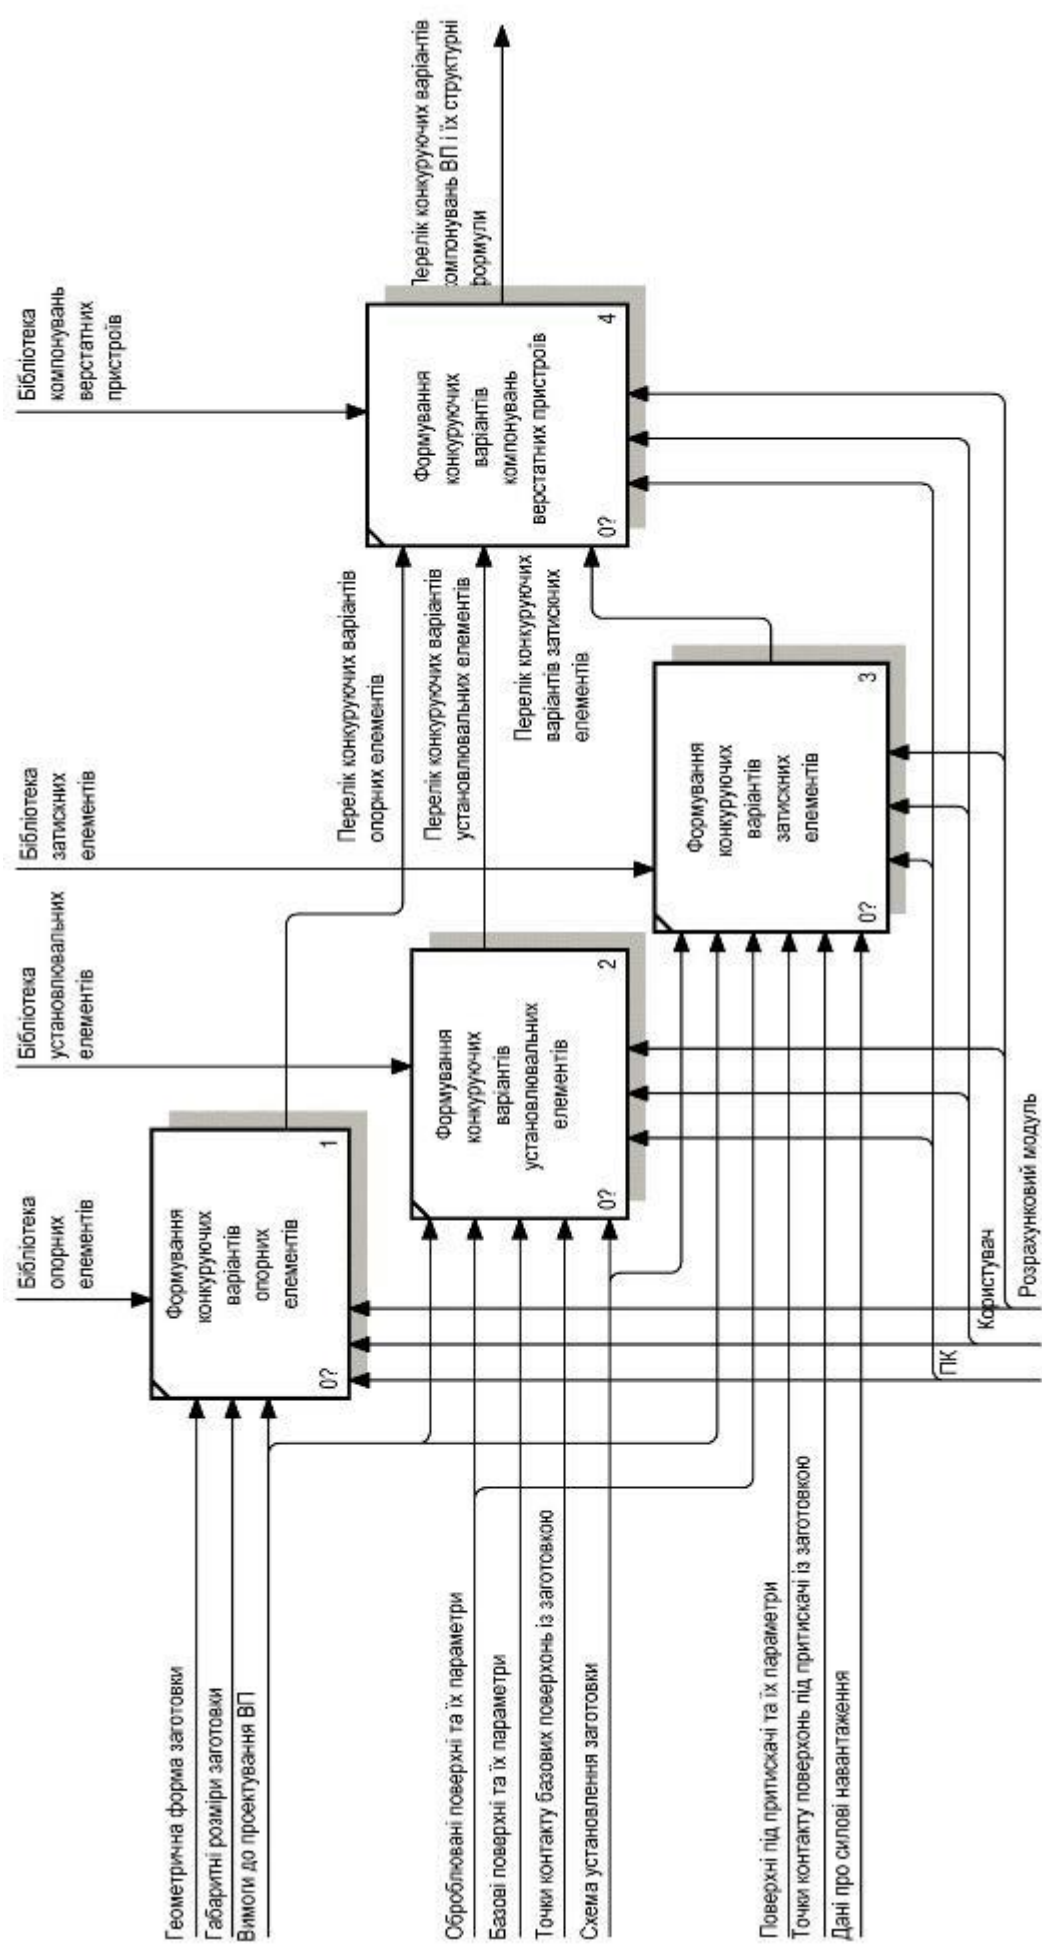 Бібліотека
опорних
елементів
Бібліотека
установлювальних
елементів
Бібліотека
затискних
елементів
Бібліотека
компонувань
верстатних
пристроїв
Геометрична форма заготовки
Габаритні розміри заготовки
Вимоги до проектування ВП
Формування
конкуруючих
варіантів
опорних
елементів
0?
1
Перелік конкуруючих варіантів
опорних елементів
Оброблювані поверхні та їх параметри
Базові поверхні та їх параметри
Точки контакту базових поверхонь із заготовкою
Схема установлення заготовки
Формування
конкуруючих
варіантів
установлювальних
елементів
0?
2
Перелік конкуруючих варіантів
установлювальних елементів
Поверхні під притискачі та їх параметри
Точки контакту поверхонь під притискачі із заготовкою
Дані про силові навантаження
Формування
конкуруючих
варіантів
затискних
елементів
0?
3
Перелік конкуруючих
варіантів затискних
елементів
Формування
конкуруючих
варіантів
компонувань
верстатних пристроїв
0?
4
Перелік конкуруючих варіантів
компонувань ВП і їх структурні
формули
ПК
Користувач
Розрахунковий модуль